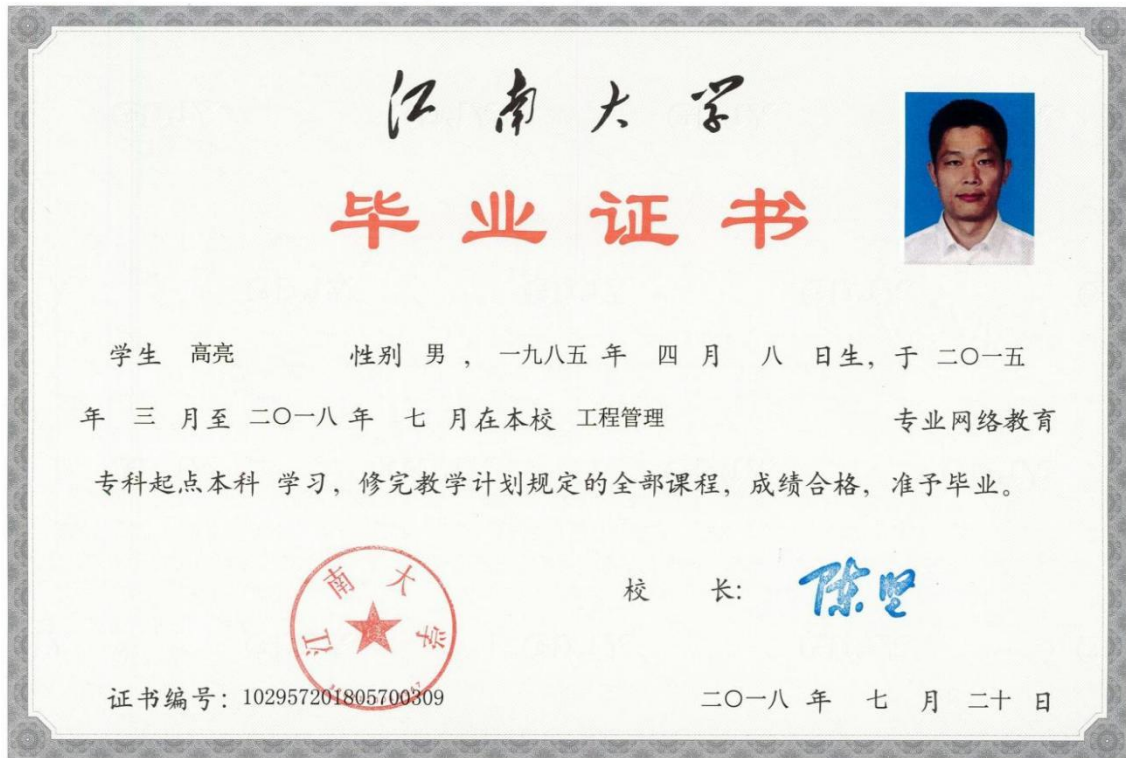 江南大学
毕业证书
学生 高亮 性别 男 ， 一九八五 年 四 月 八 日生，于 二〇一五
年 三 月至 二〇一八 年 七 月在本校 工程管理 专业网络教育
专科起点本科 学习，修完教学计划规定的全部课程，成绩合格，准予毕业。
江南大学
校 长：陈坚
证书编号：102957201805700309
二〇一八 年 七 月 二十 日